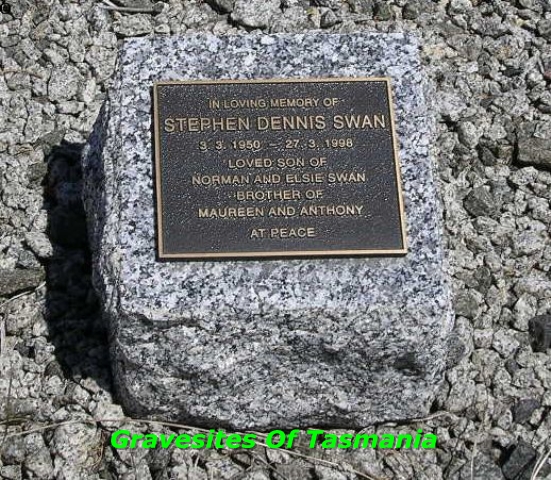 IN LOVING MEMORY OF
STEPHEN DENNIS SWAN
3. 3. 1950 - 27. 3. 1998
LOVED SON OF
NORMAN AND ELSIE SWAN
BROTHER OF
MAUREEN AND ANTHONY
AT PEACE
Gravesites Of Tasmania